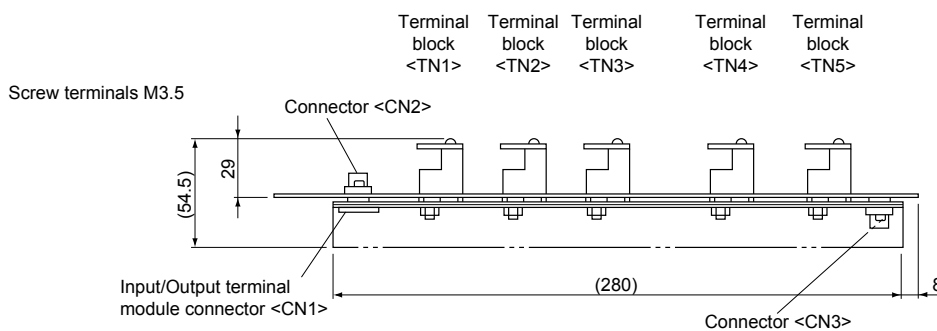 Terminal
block
<TN1>
Terminal
block
<TN2>
Terminal
block
<TN3>
Terminal
block
<TN4>
Terminal
block
<TN5>
Screw terminals M3.5
Connector <CN2>
29
(54.5)
Input/Output terminal
module connector <CN1>
(280)
8
Connector <CN3>